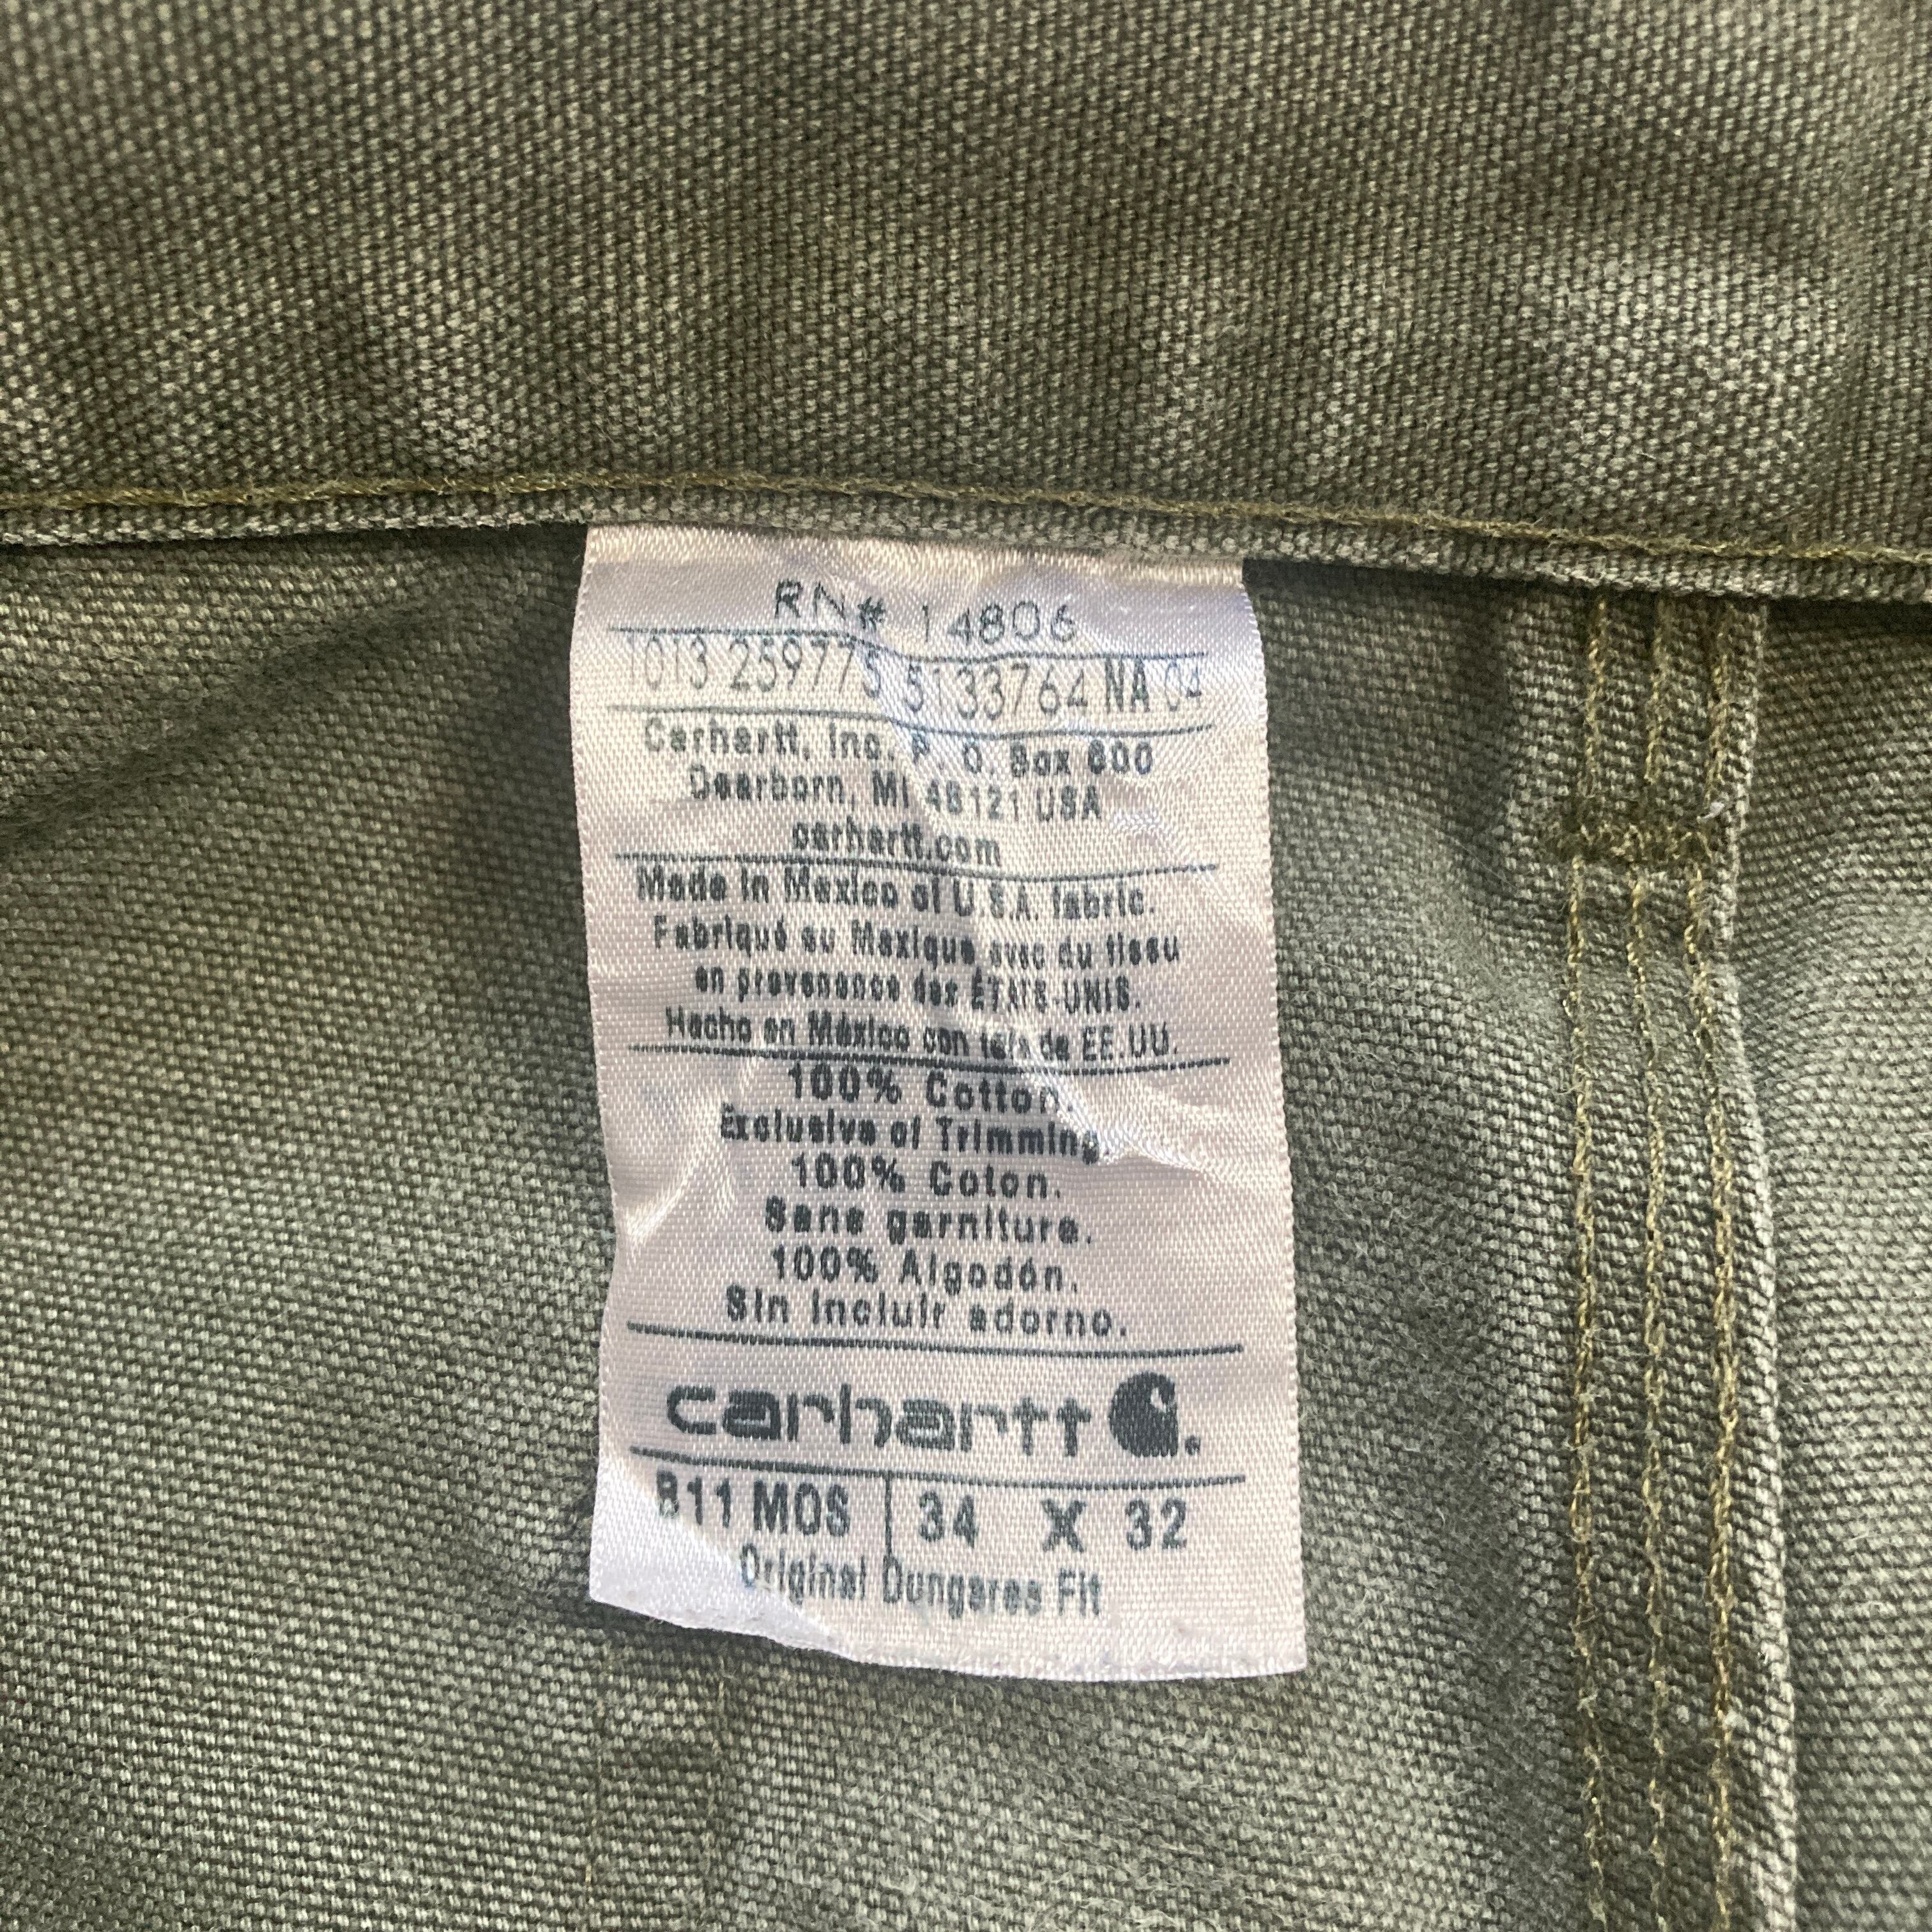 RN# 14806
1013 259775 5133764 NA 04
Carhartt, Inc. P. O. Box 600
Dearborn, MI 48121 USA
carhartt.com
Made in Mexico of U.S.A. fabric.
Fabriqué au Mexique avec du tissu
en provenance des ÉTATS-UNIS.
Hecho en México con tela de EE.UU.
100% Cotton.
Exclusive of Trimming.
100% Coton.
Sans garniture.
100% Algodón.
Sin incluir adorno.
carhartt
B11 MOS 34 X 32
Original Dungaree Fit